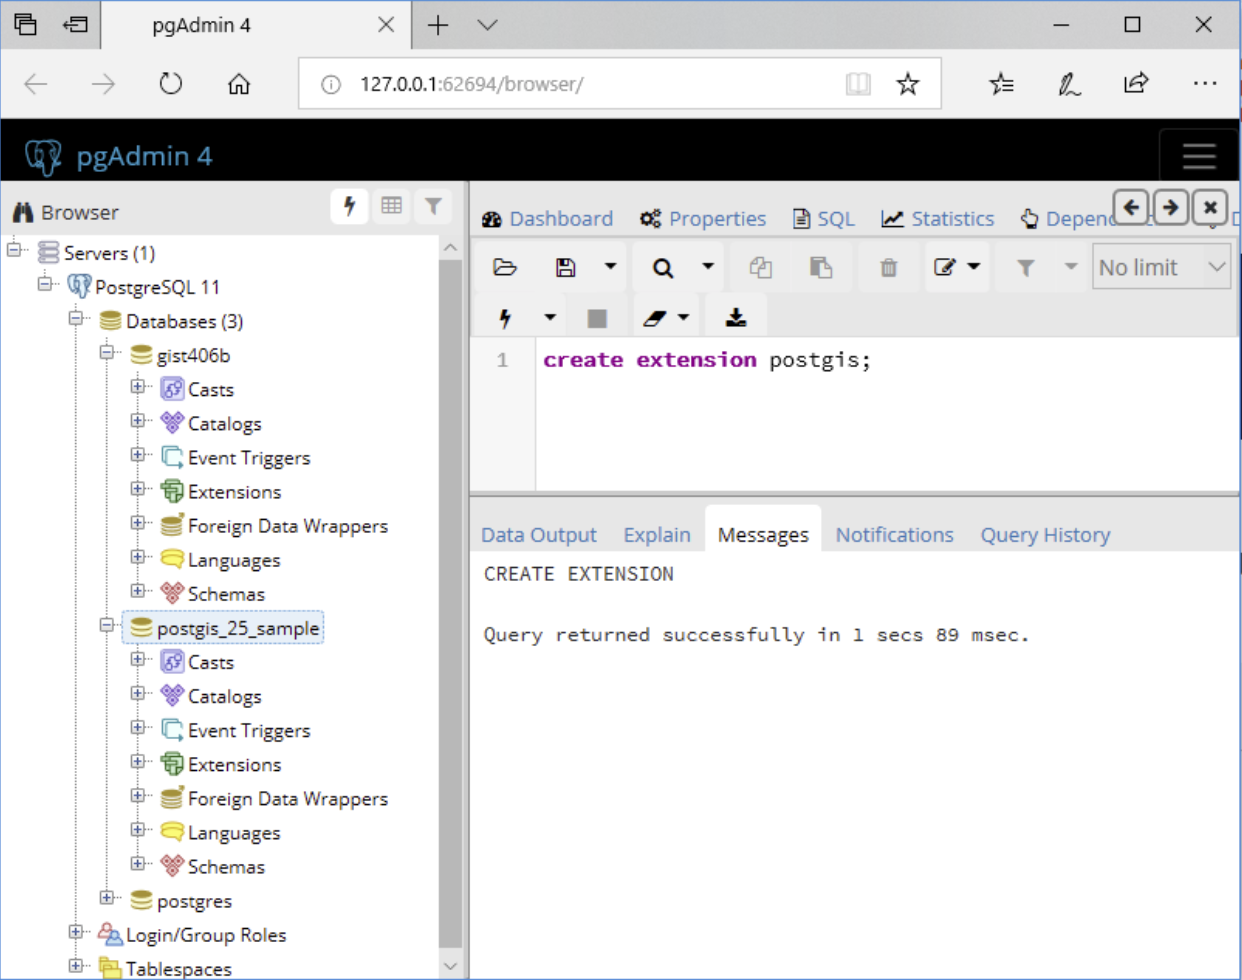 pgAdmin 4
127.0.0.1:62694/browser/
pgAdmin 4
Browser
Servers (1)
PostgreSQL 11
Databases (3)
gist406b
Casts
Catalogs
Event Triggers
Extensions
Foreign Data Wrappers
Languages
Schemas
postgis_25_sample
Casts
Catalogs
Event Triggers
Extensions
Foreign Data Wrappers
Languages
Schemas
postgres
Login/Group Roles
Tablespaces
Dashboard Properties SQL Statistics Depend
No limit
1 create extension postgis;
Data Output Explain Messages Notifications Query History
CREATE EXTENSION
Query returned successfully in 1 secs 89 msec.